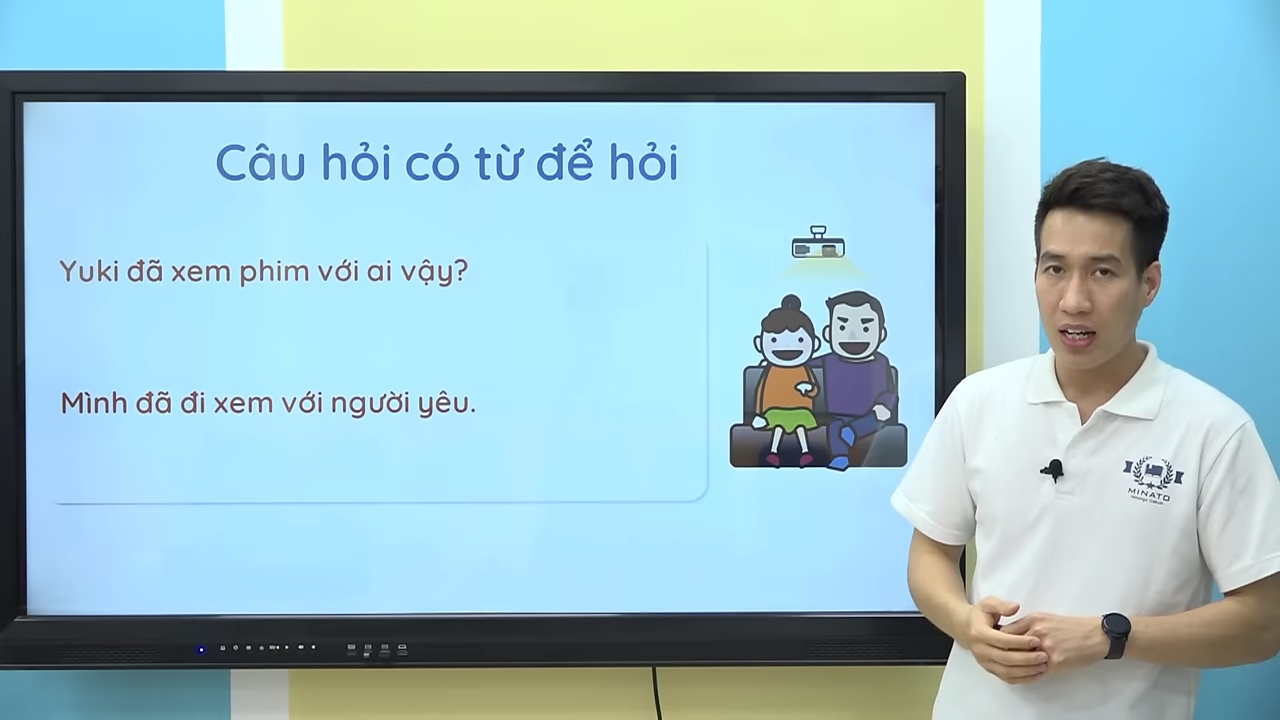 Câu hỏi có từ để hỏi
Yuki đã xem phim với ai vậy?
Mình đã đi xem với người yêu.
MINATO